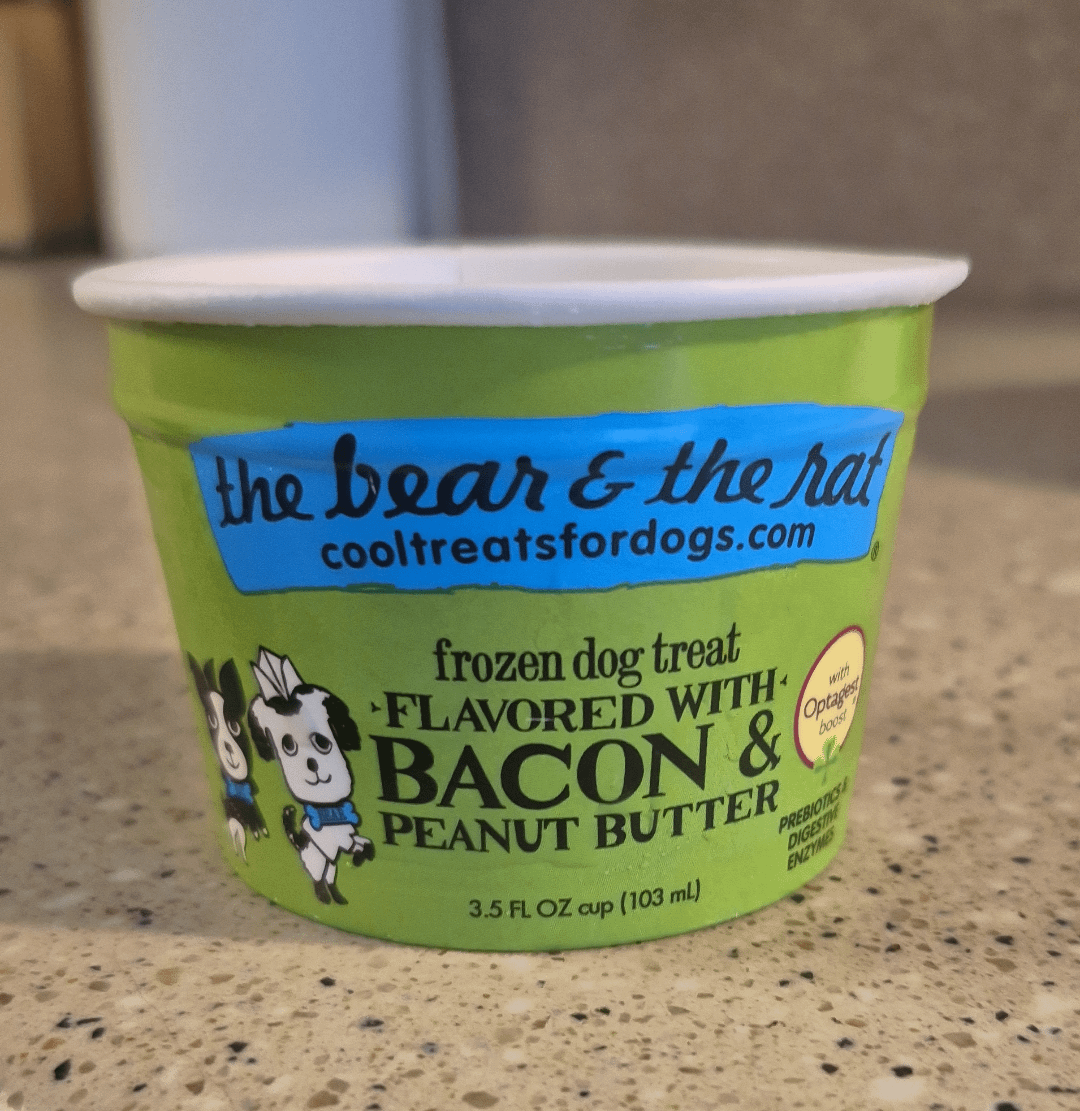 the bear & the rat
cooltreatsfordogs.com
®
frozen dog treat
FLAVORED WITH
BACON &
PEANUT BUTTER
3.5 FL OZ cup (103 mL)
with
Optagest
boost
PREBIOTICS &
DIGESTIVE
ENZYMES
BEAR